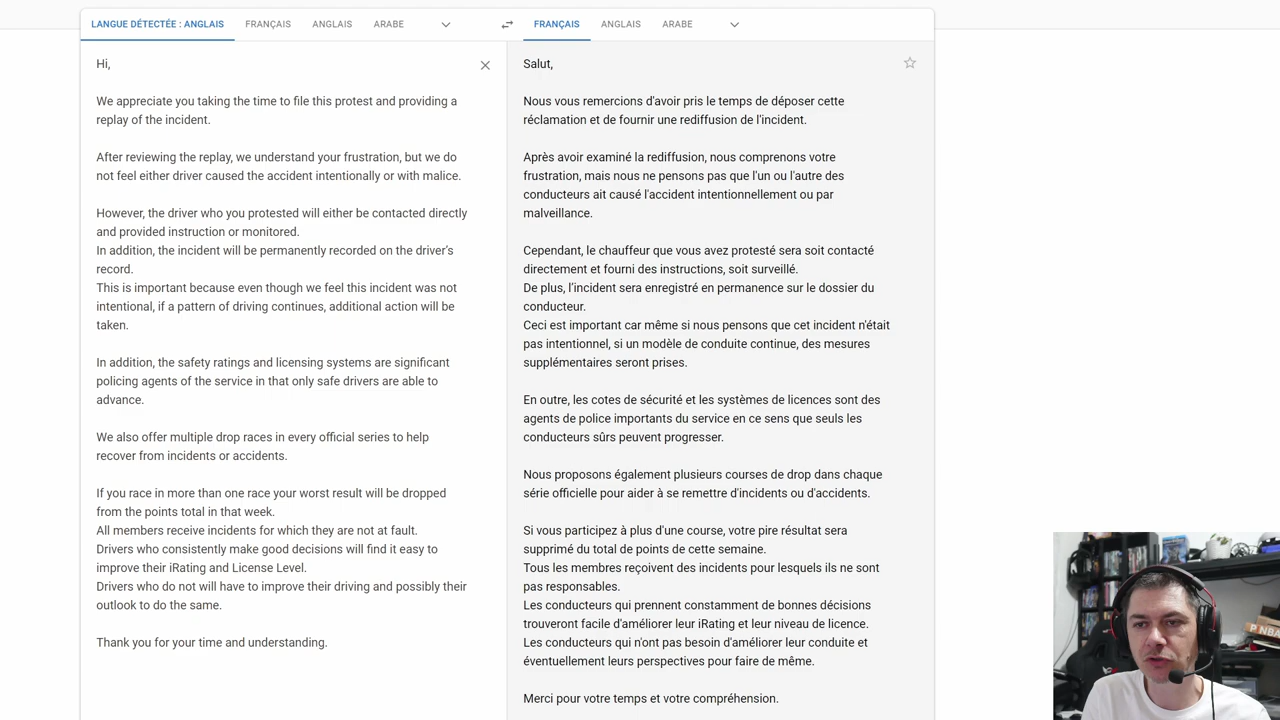 LANGUE DÉTECTÉE : ANGLAIS FRANÇAIS ANGLAIS ARABE
FRANÇAIS ANGLAIS ARABE
Hi,
We appreciate you taking the time to file this protest and providing a
replay of the incident.
After reviewing the replay, we understand your frustration, but we do
not feel either driver caused the accident intentionally or with malice.
However, the driver who you protested will either be contacted directly
and provided instruction or monitored.
In addition, the incident will be permanently recorded on the driver's
record.
This is important because even though we feel this incident was not
intentional, if a pattern of driving continues, additional action will be
taken.
In addition, the safety ratings and licensing systems are significant
policing agents of the service in that only safe drivers are able to
advance.
We also offer multiple drop races in every official series to help
recover from incidents or accidents.
If you race in more than one race your worst result will be dropped
from the points total in that week.
All members receive incidents for which they are not at fault.
Drivers who consistently make good decisions will find it easy to
improve their iRating and License Level.
Drivers who do not will have to improve their driving and possibly their
outlook to do the same.
Thank you for your time and understanding.
Salut,
Nous vous remercions d'avoir pris le temps de déposer cette
réclamation et de fournir une rediffusion de l'incident.
Après avoir examiné la rediffusion, nous comprenons votre
frustration, mais nous ne pensons pas que l'un ou l'autre des
conducteurs ait causé l'accident intentionnellement ou par
malveillance.
Cependant, le chauffeur que vous avez protesté sera soit contacté
directement et fourni des instructions, soit surveillé.
De plus, l'incident sera enregistré en permanence sur le dossier du
conducteur.
Ceci est important car même si nous pensons que cet incident n'était
pas intentionnel, si un modèle de conduite continue, des mesures
supplémentaires seront prises.
En outre, les cotes de sécurité et les systèmes de licences sont des
agents de police importants du service en ce sens que seuls les
conducteurs sûrs peuvent progresser.
Nous proposons également plusieurs courses de drop dans chaque
série officielle pour aider à se remettre d'incidents ou d'accidents.
Si vous participez à plus d'une course, votre pire résultat sera
supprimé du total de points de cette semaine.
Tous les membres reçoivent des incidents pour lesquels ils ne sont
pas responsables.
Les conducteurs qui prennent constamment de bonnes décisions
trouveront facile d'améliorer leur iRating et leur niveau de licence.
Les conducteurs qui n'ont pas besoin d'améliorer leur conduite et
éventuellement leurs perspectives pour faire de même.
Merci pour votre temps et votre compréhension.